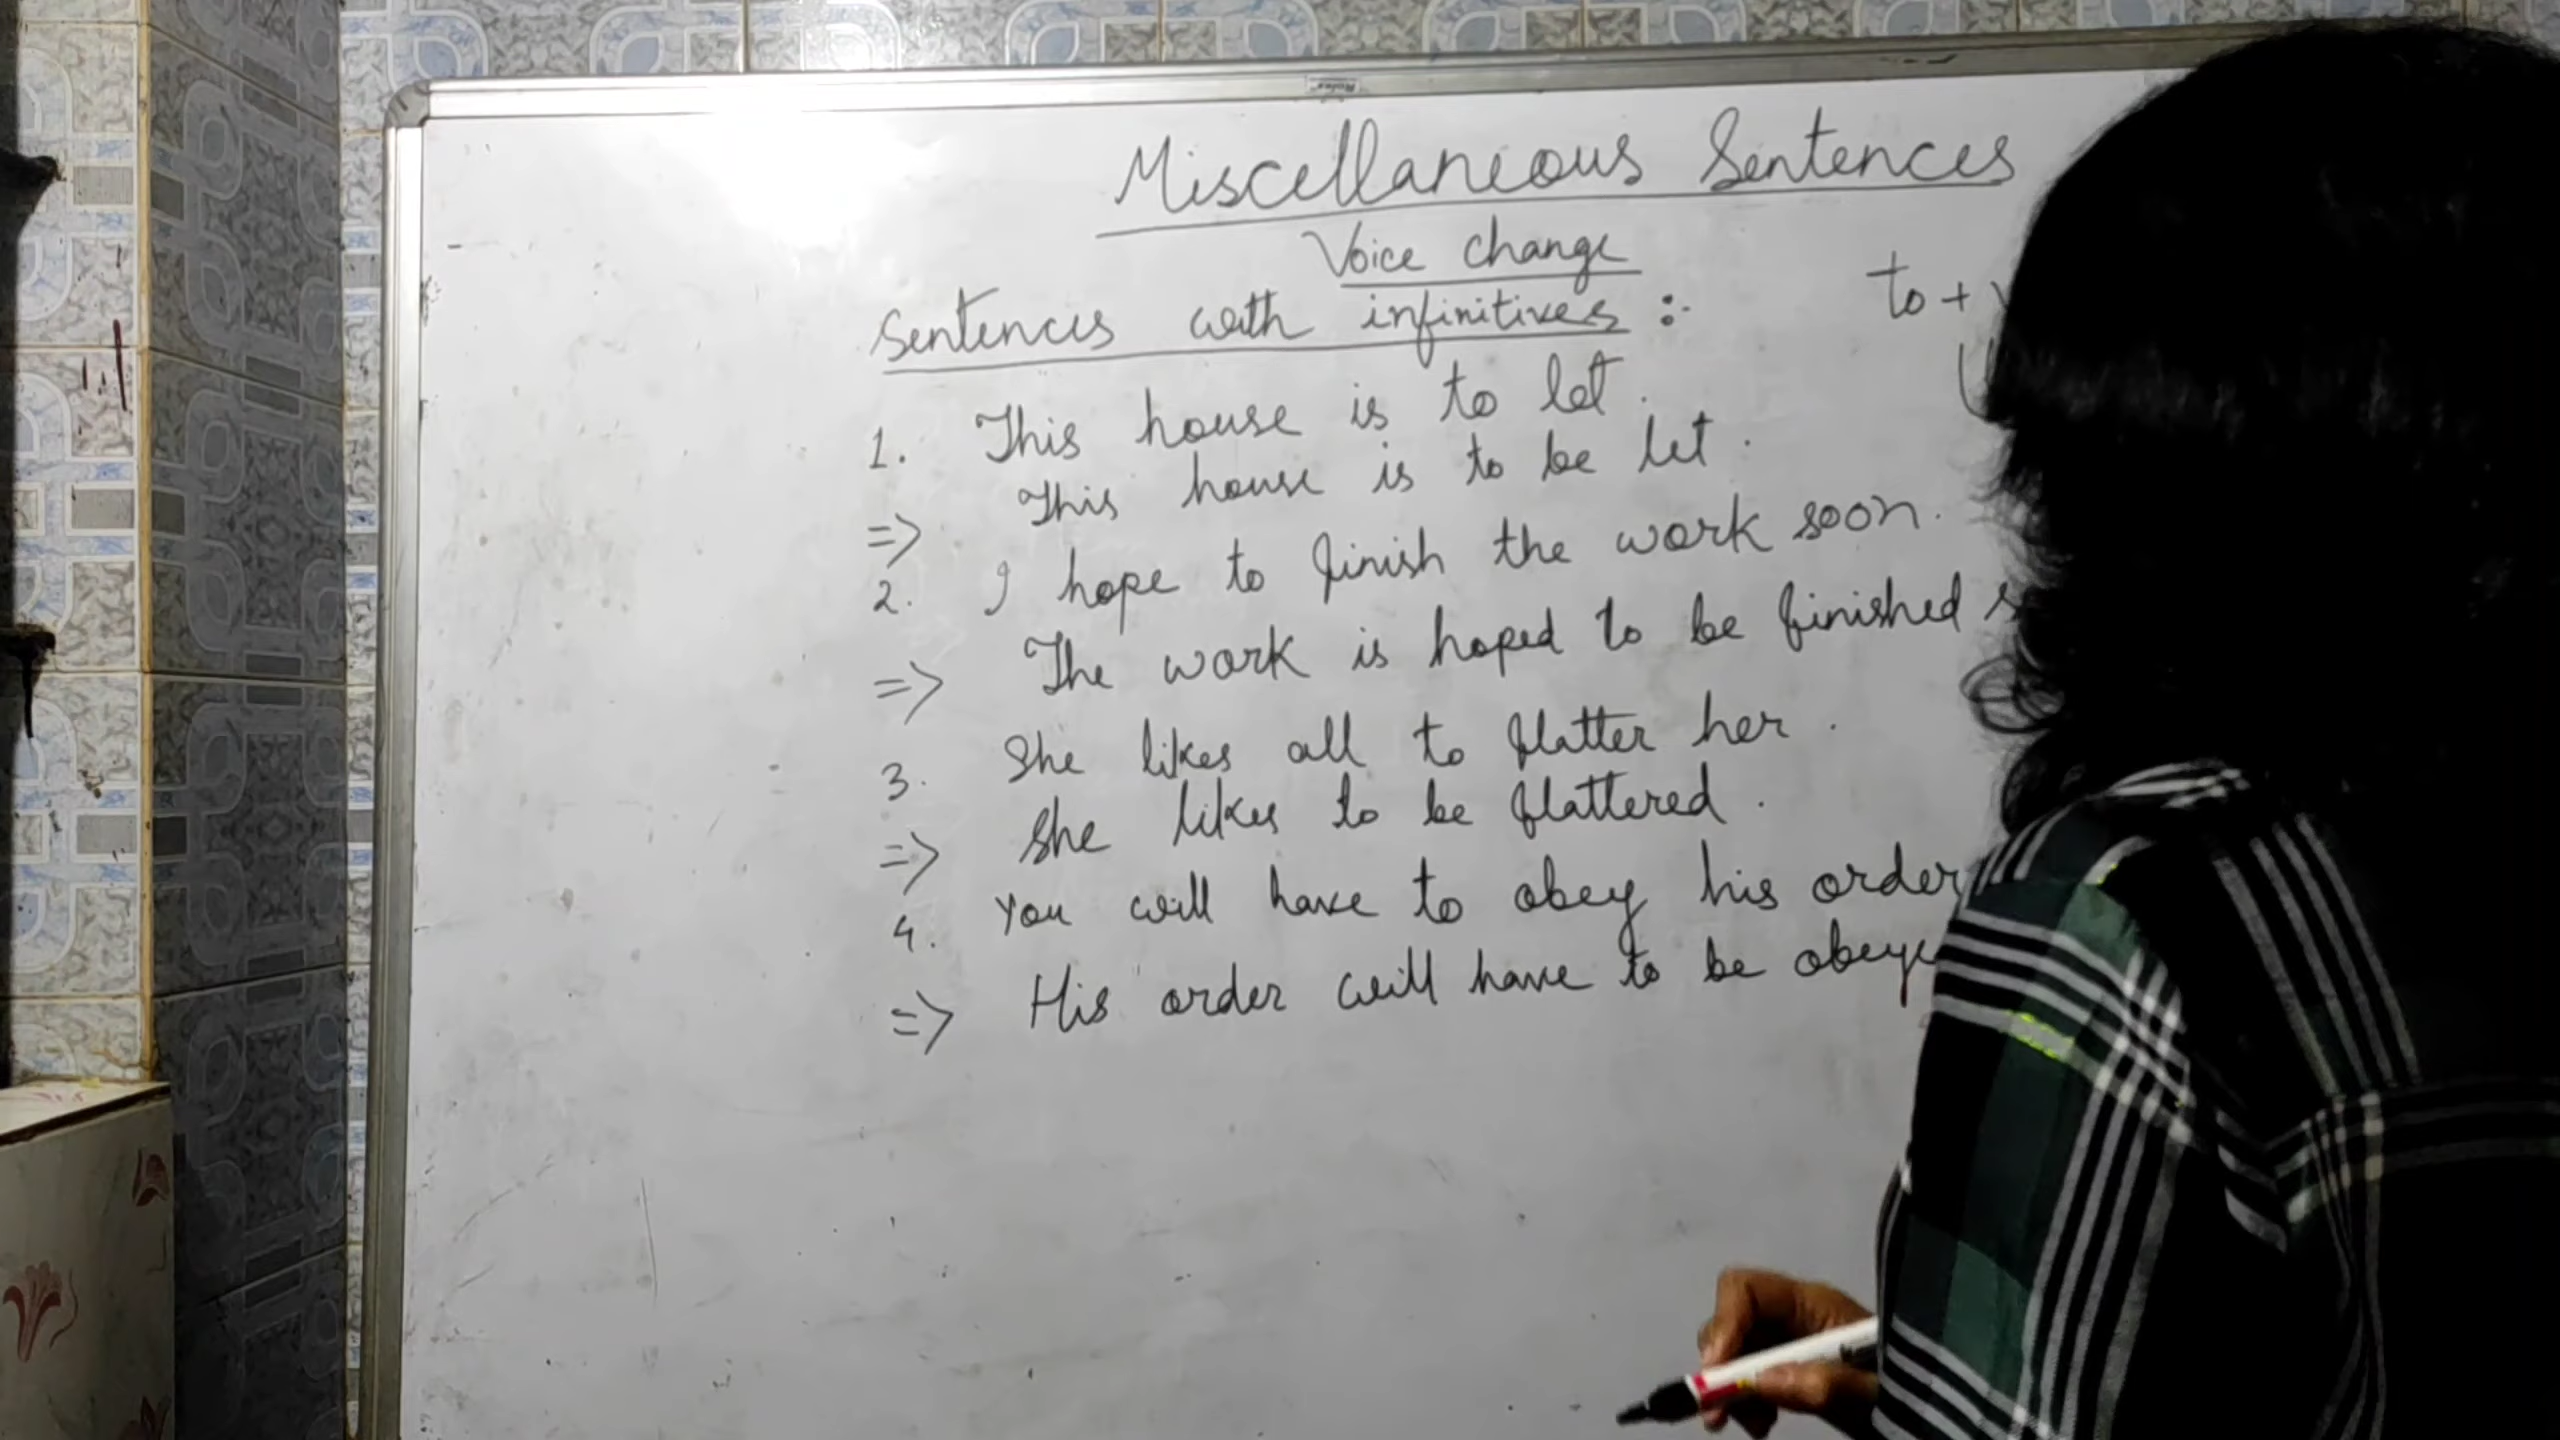 Miscellaneous Sentences
Voice change
Sentences with infinitives :-
to +
1. This house is to let.
=> This house is to be let.
2. I hope to finish the work soon.
=> The work is hoped to be finished
3. She likes all to flatter her.
=> She likes to be flattered.
4. You will have to obey his order
=> His order will have to be